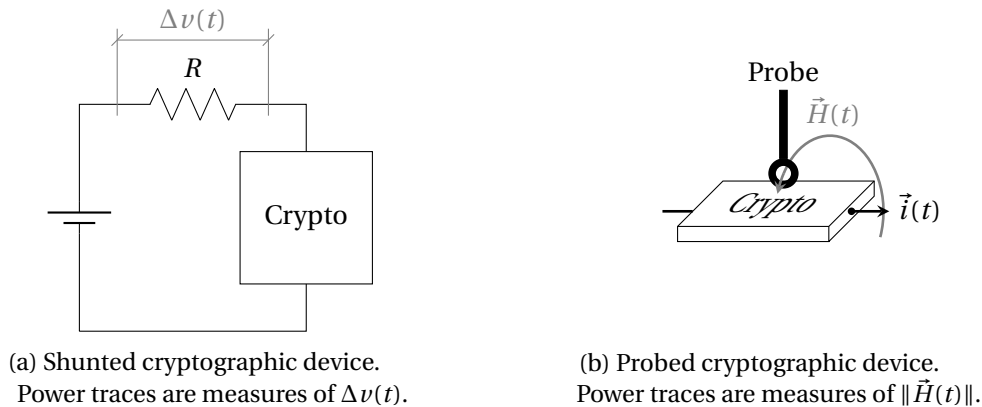 Δv(t)
R
Crypto
(a) Shunted cryptographic device.
Power traces are measures of Δv(t).
Probe
H⃗(t)
Crypto
i⃗(t)
(b) Probed cryptographic device.
Power traces are measures of ‖H⃗(t)‖.